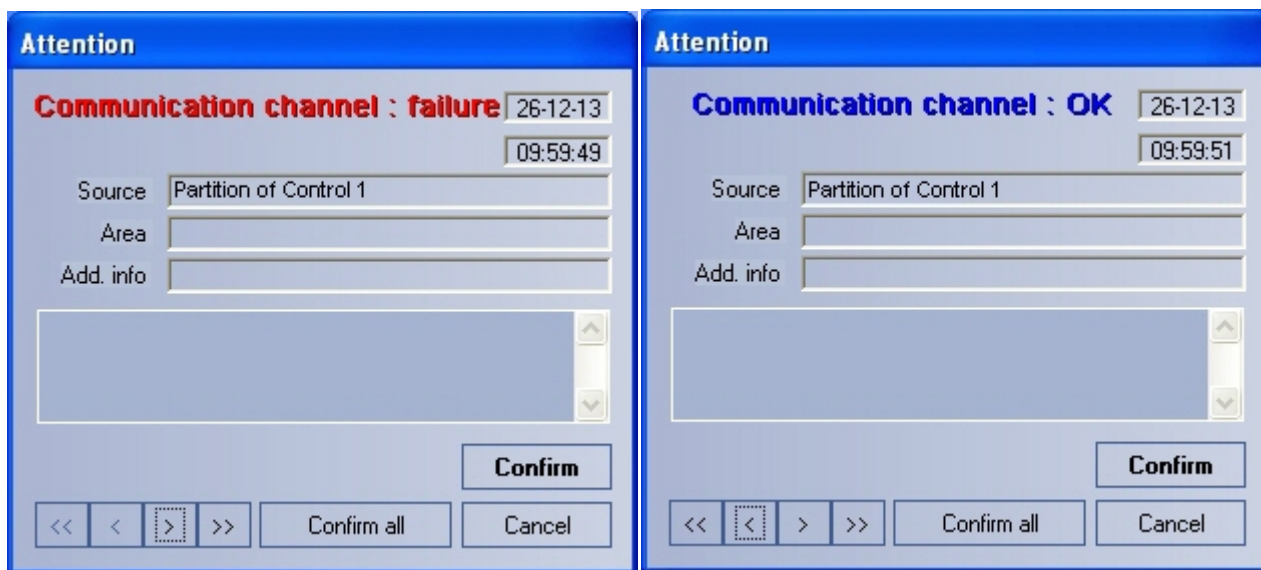 Attention
Communication channel : failure 26-12-13
09:59:49
Source Partition of Control 1
Area
Add. info
Confirm
<< < > >> Confirm all Cancel
Attention
Communication channel : OK 26-12-13
09:59:51
Source Partition of Control 1
Area
Add. info
Confirm
<< < > >> Confirm all Cancel